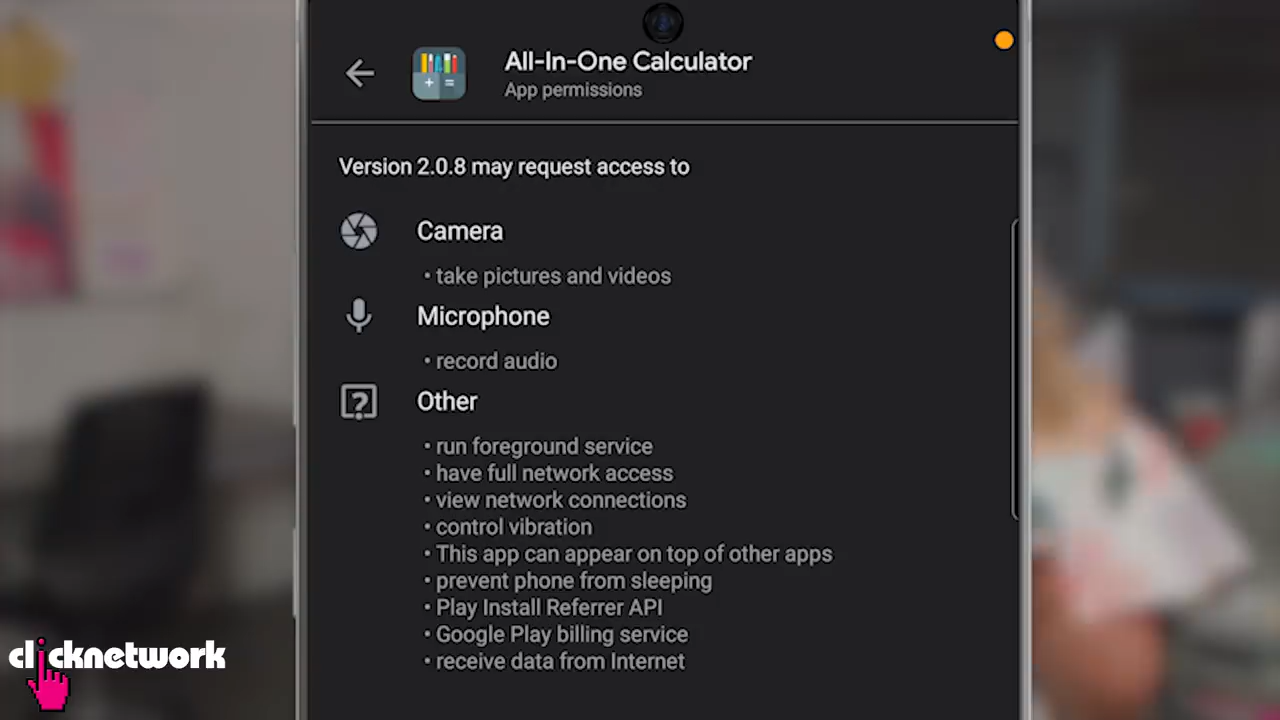 All-In-One Calculator
App permissions
Version 2.0.8 may request access to
Camera
• take pictures and videos
Microphone
• record audio
Other
• run foreground service
• have full network access
• view network connections
• control vibration
• This app can appear on top of other apps
• prevent phone from sleeping
• Play Install Referrer API
• Google Play billing service
• receive data from Internet
clicknetwork